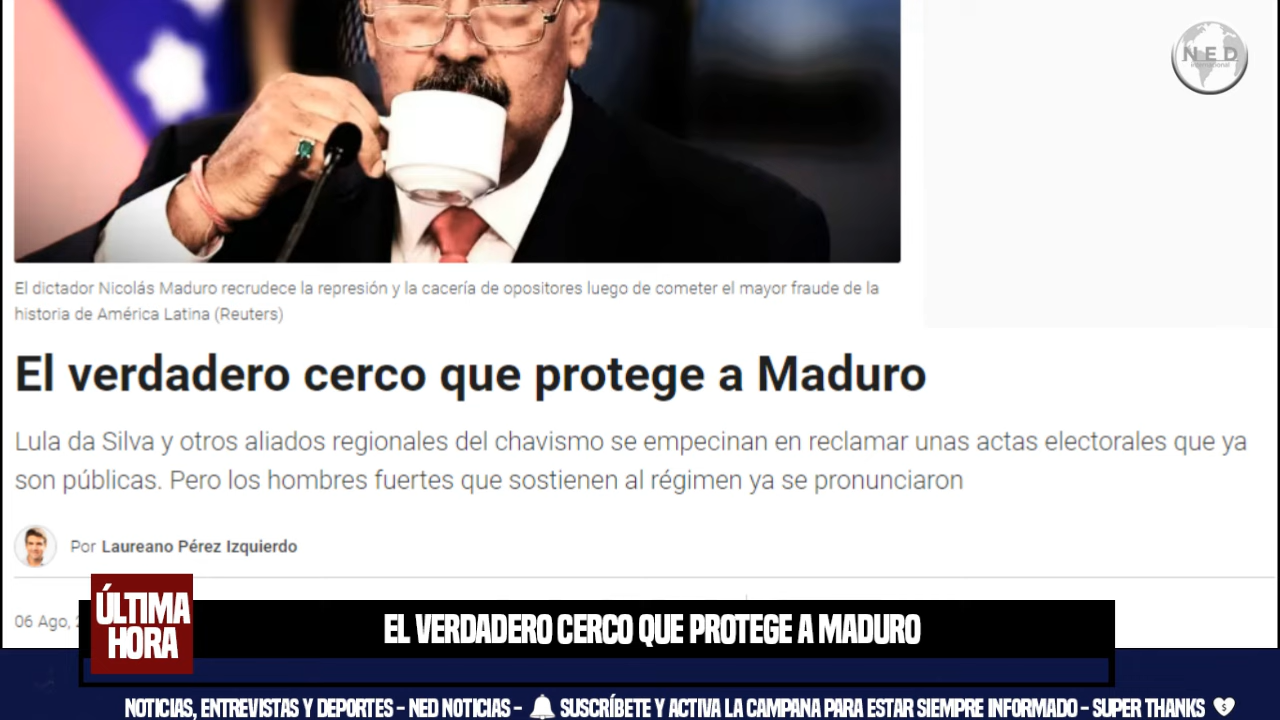 NED
international
El dictador Nicolás Maduro recrudece la represión y la cacería de opositores luego de cometer el mayor fraude de la
historia de América Latina (Reuters)
El verdadero cerco que protege a Maduro
Lula da Silva y otros aliados regionales del chavismo se empecinan en reclamar unas actas electorales que ya
son públicas. Pero los hombres fuertes que sostienen al régimen ya se pronunciaron
Por Laureano Pérez Izquierdo
06 Ago,
ÚLTIMA
HORA
EL VERDADERO CERCO QUE PROTEGE A MADURO
NOTICIAS, ENTREVISTAS Y DEPORTES - NED NOTICIAS - SUSCRÍBETE Y ACTIVA LA CAMPANA PARA ESTAR SIEMPRE INFORMADO - SUPER THANKS